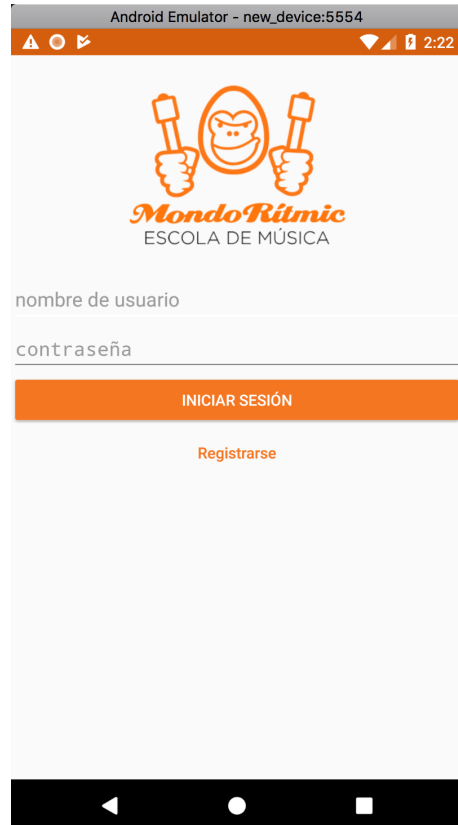 Android Emulator - new_device:5554
2:22
MondoRítmic
ESCOLA DE MÚSICA
nombre de usuario
contraseña
INICIAR SESIÓN
Registrarse